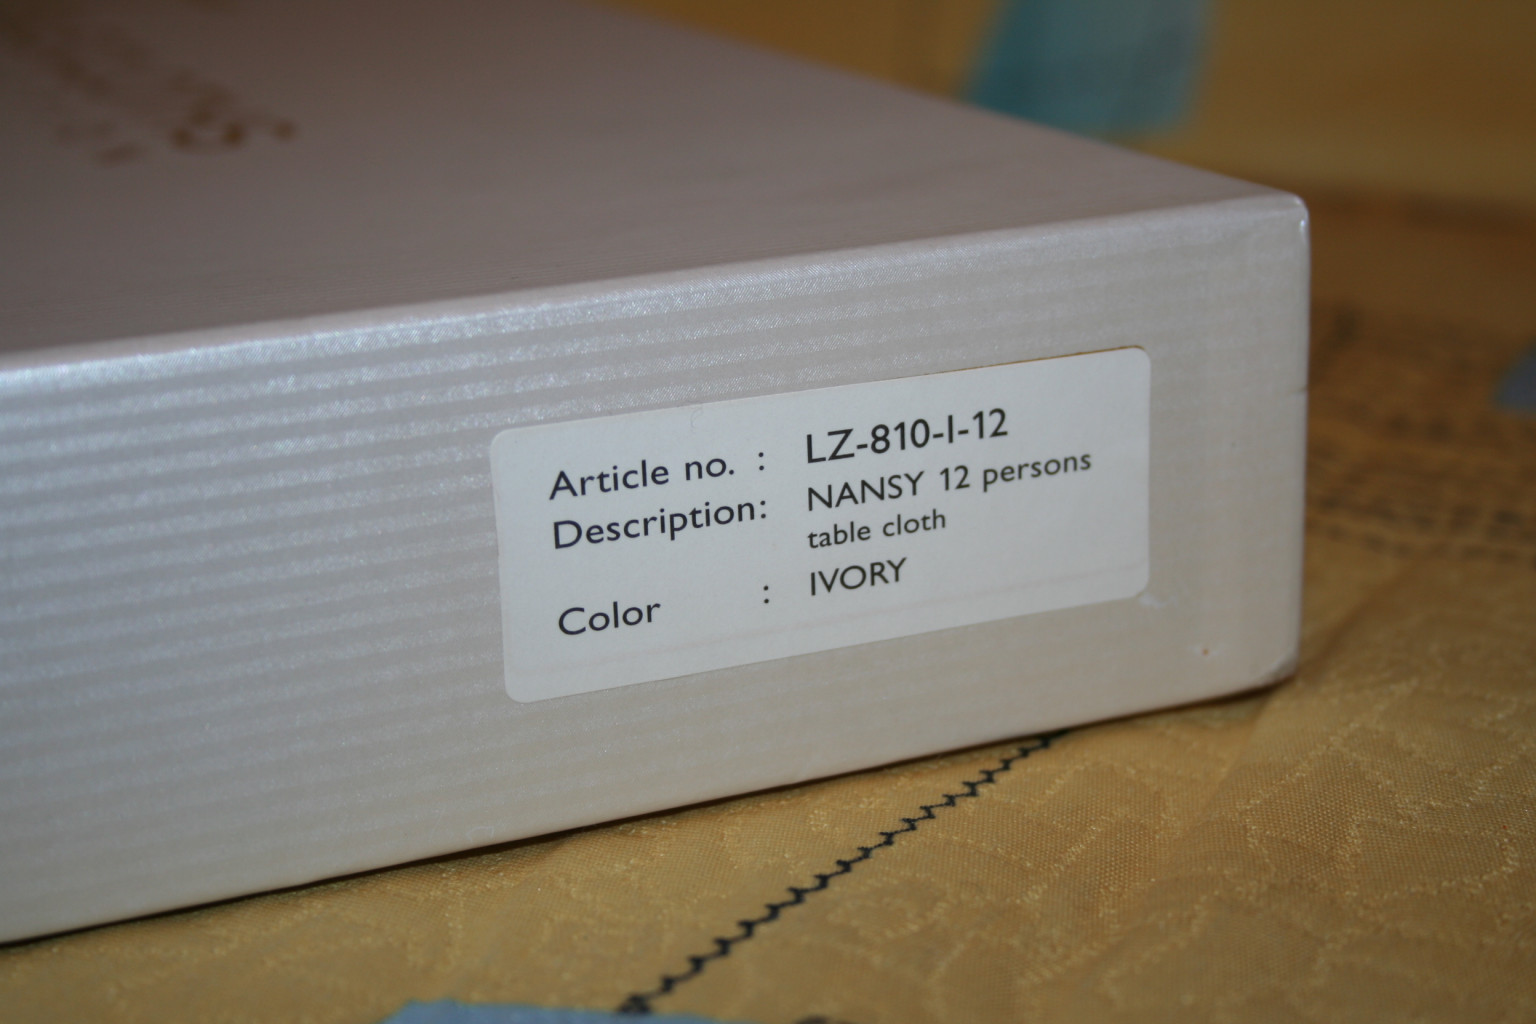 Article no. : LZ-810-I-12
Description: NANSY 12 persons
table cloth
Color : IVORY